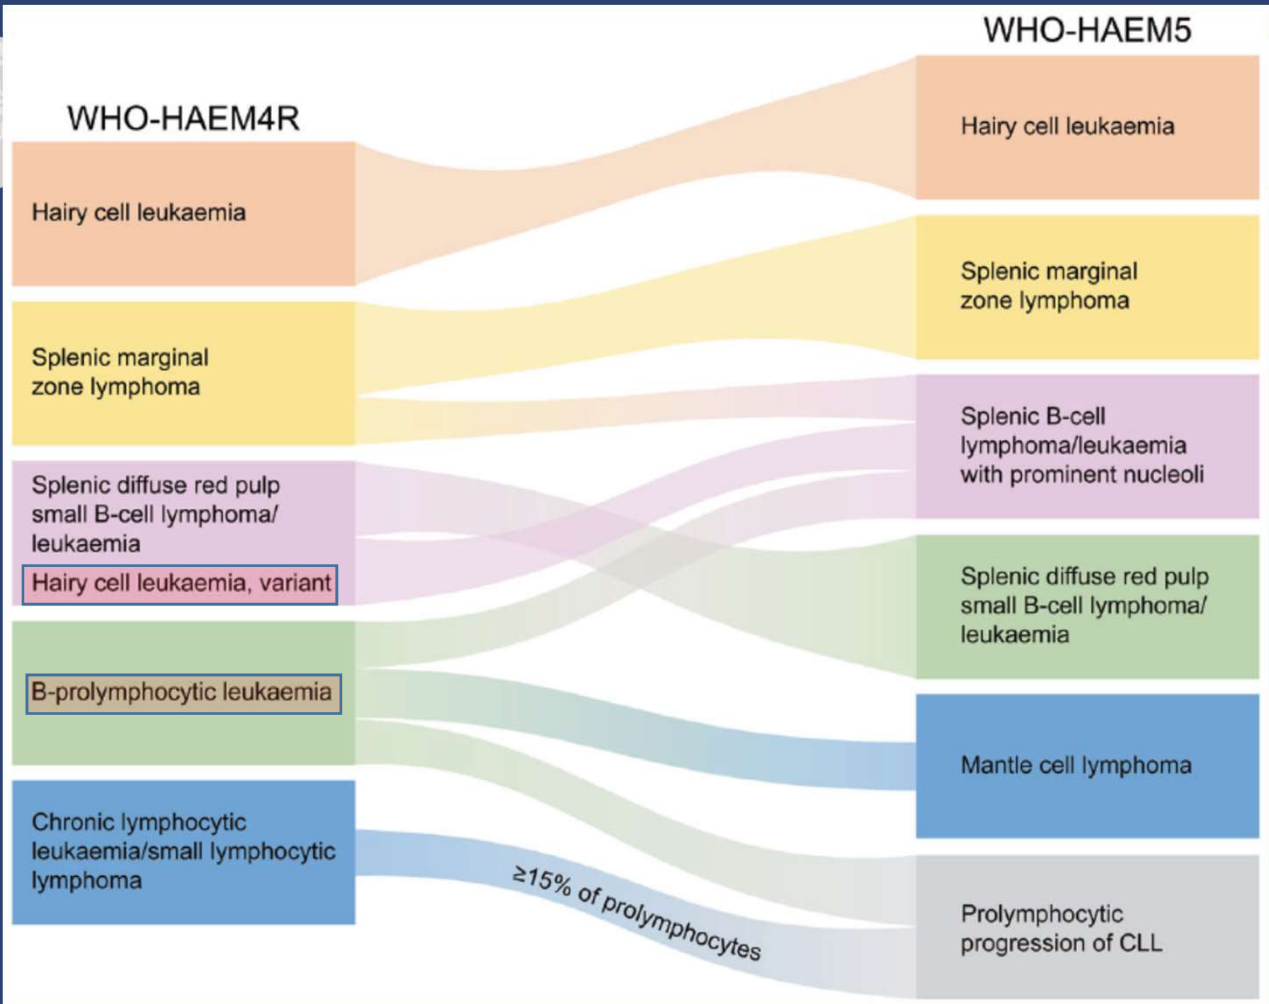 WHO-HAEM4R
Hairy cell leukaemia
Splenic marginal
zone lymphoma
Splenic diffuse red pulp
small B-cell lymphoma/
leukaemia
Hairy cell leukaemia, variant
B-prolymphocytic leukaemia
Chronic lymphocytic
leukaemia/small lymphocytic
lymphoma
≥15% of prolymphocytes
WHO-HAEM5
Hairy cell leukaemia
Splenic marginal
zone lymphoma
Splenic B-cell
lymphoma/leukaemia
with prominent nucleoli
Splenic diffuse red pulp
small B-cell lymphoma/
leukaemia
Mantle cell lymphoma
Prolymphocytic
progression of CLL